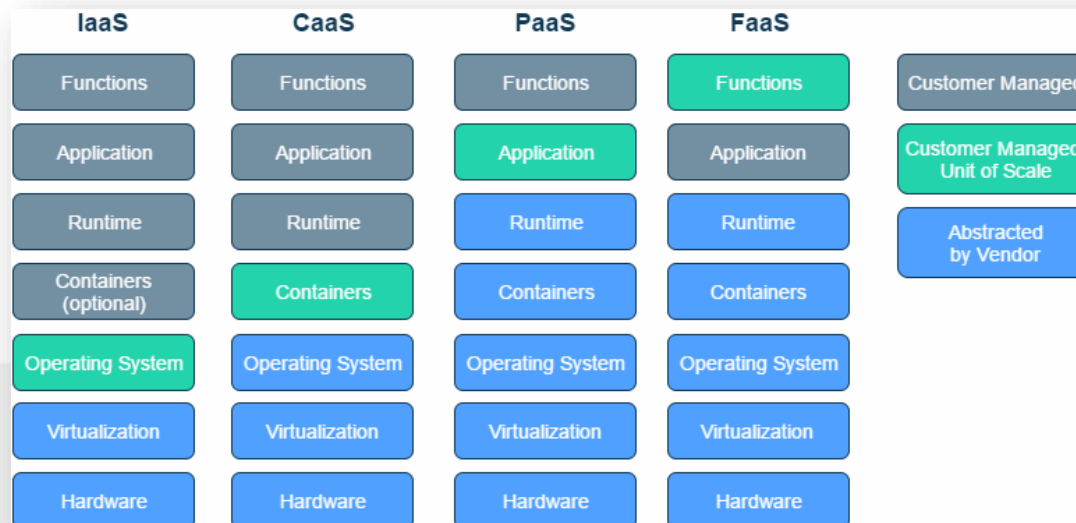 IaaS
CaaS
PaaS
FaaS
Functions
Functions
Functions
Functions
Customer Managed
Application
Application
Application
Application
Customer Managed
Unit of Scale
Runtime
Runtime
Runtime
Runtime
Abstracted
by Vendor
Containers
(optional)
Containers
Containers
Containers
Operating System
Operating System
Operating System
Operating System
Virtualization
Virtualization
Virtualization
Virtualization
Hardware
Hardware
Hardware
Hardware